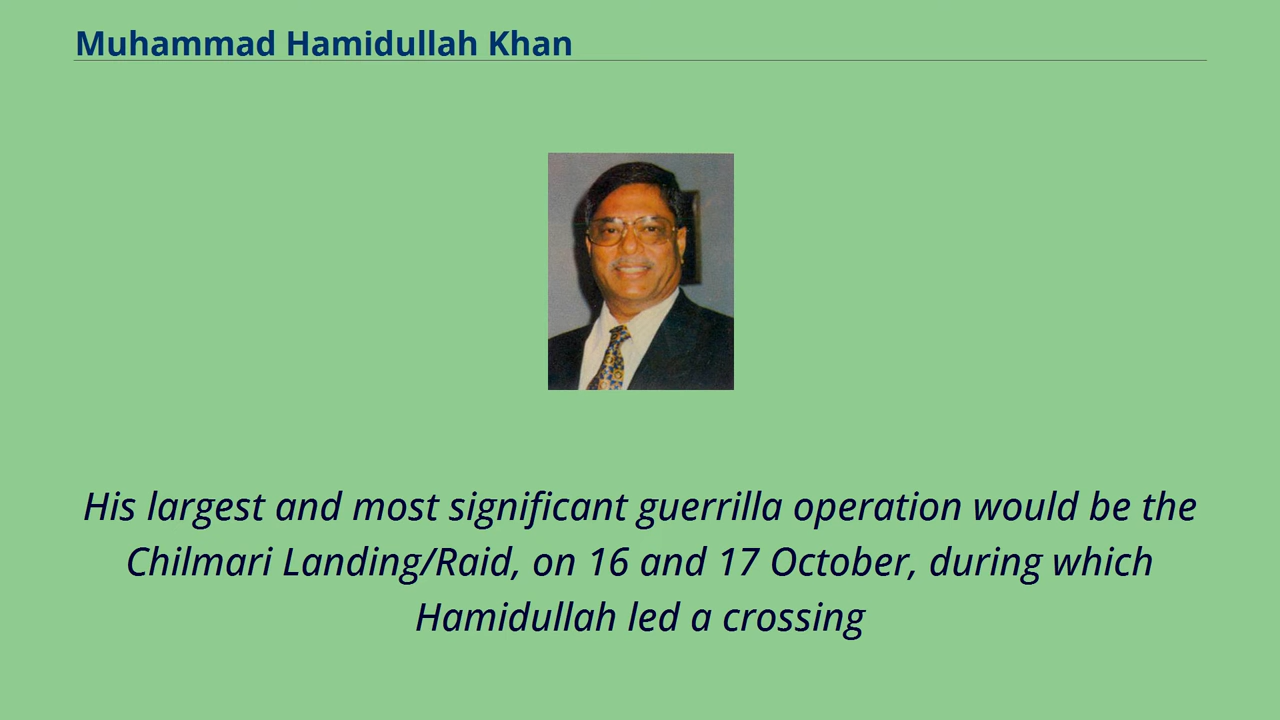 Muhammad Hamidullah Khan
His largest and most significant guerrilla operation would be the
Chilmari Landing/Raid, on 16 and 17 October, during which
Hamidullah led a crossing